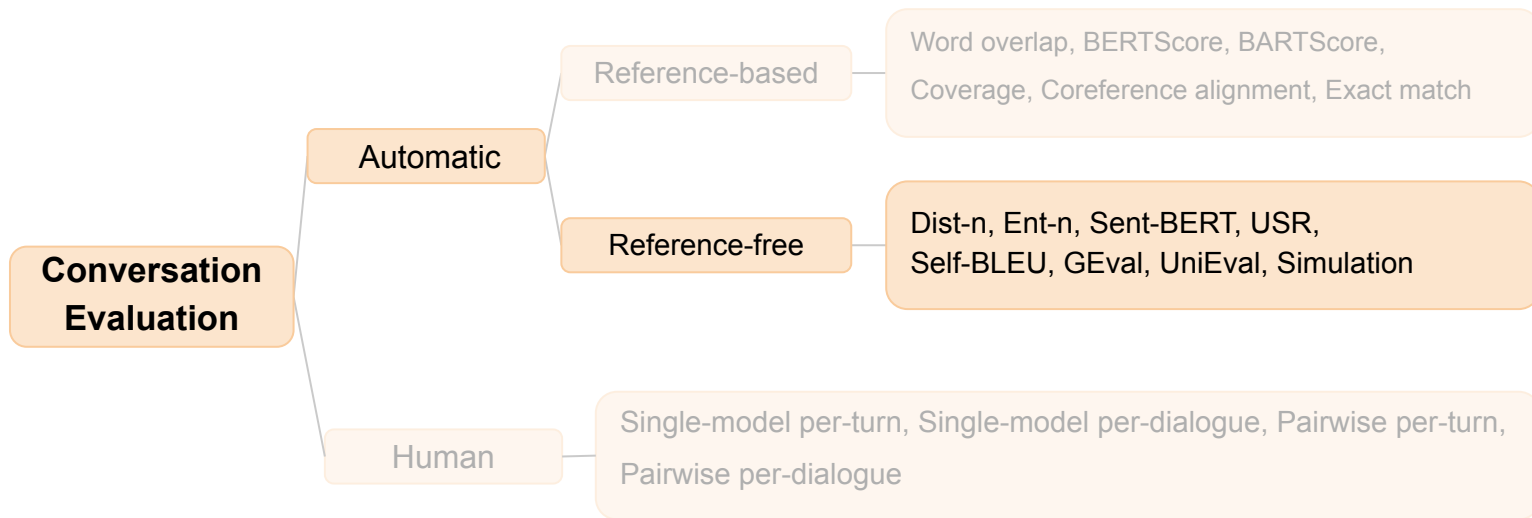 Word overlap, BERTScore, BARTScore,
Reference-based
Coverage, Coreference alignment, Exact match
Automatic
Dist-n, Ent-n, Sent-BERT, USR,
Reference-free
Self-BLEU, GEval, UniEval, Simulation
Conversation
Evaluation
Single-model per-turn, Single-model per-dialogue, Pairwise per-turn,
Human
Pairwise per-dialogue